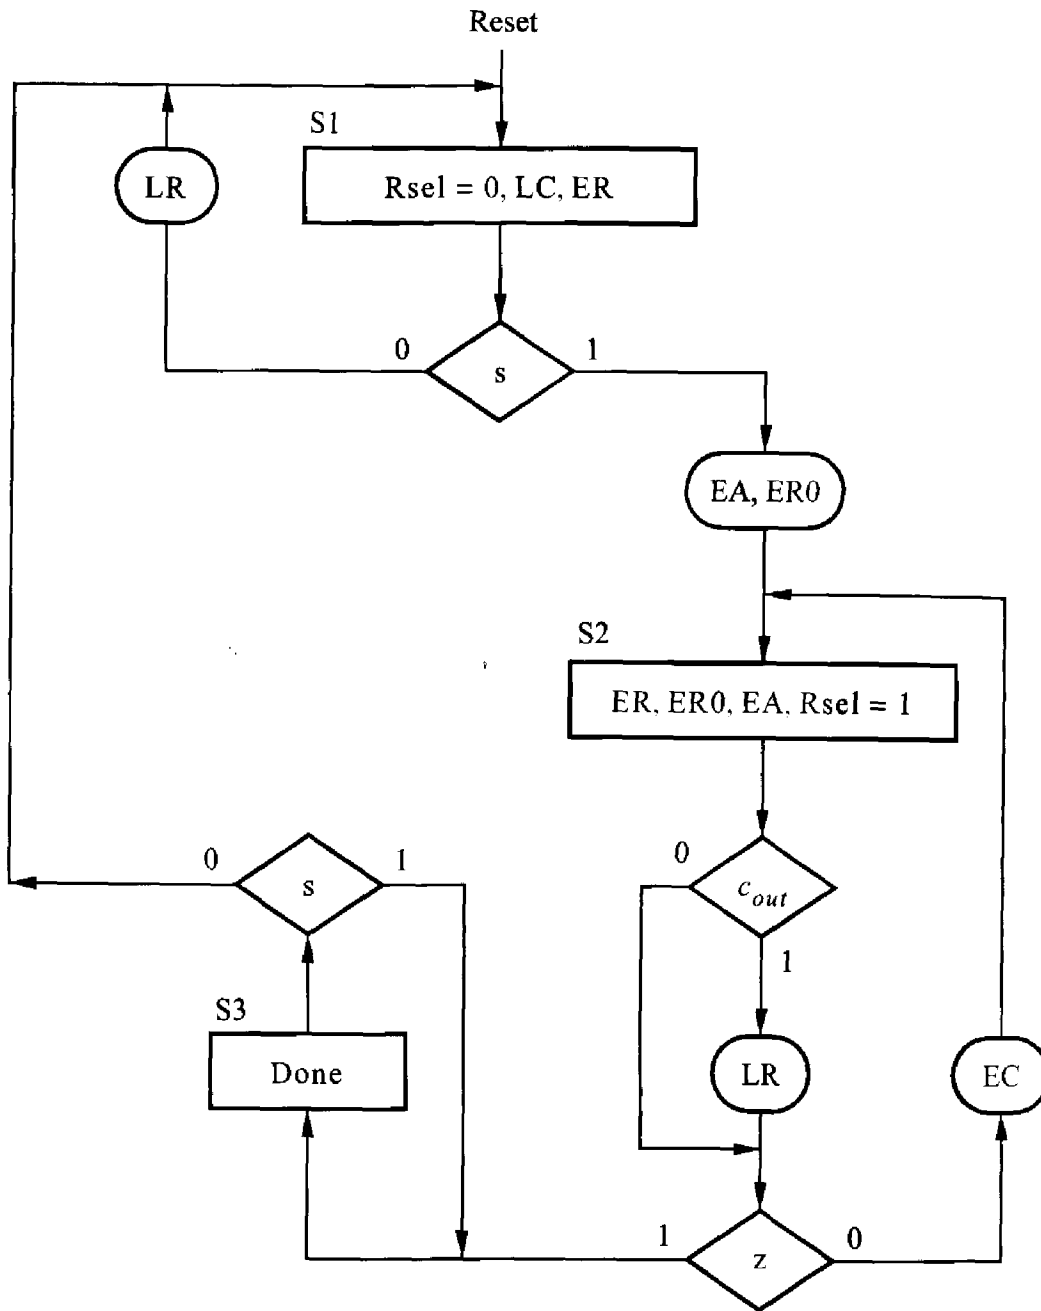 Reset
S1
LR
Rsel = 0, LC, ER
0
s
1
EA, ER0
S2
ER, ER0, EA, Rsel = 1
0
s
1
0
c_out
1
S3
Done
LR
EC
1
z
0